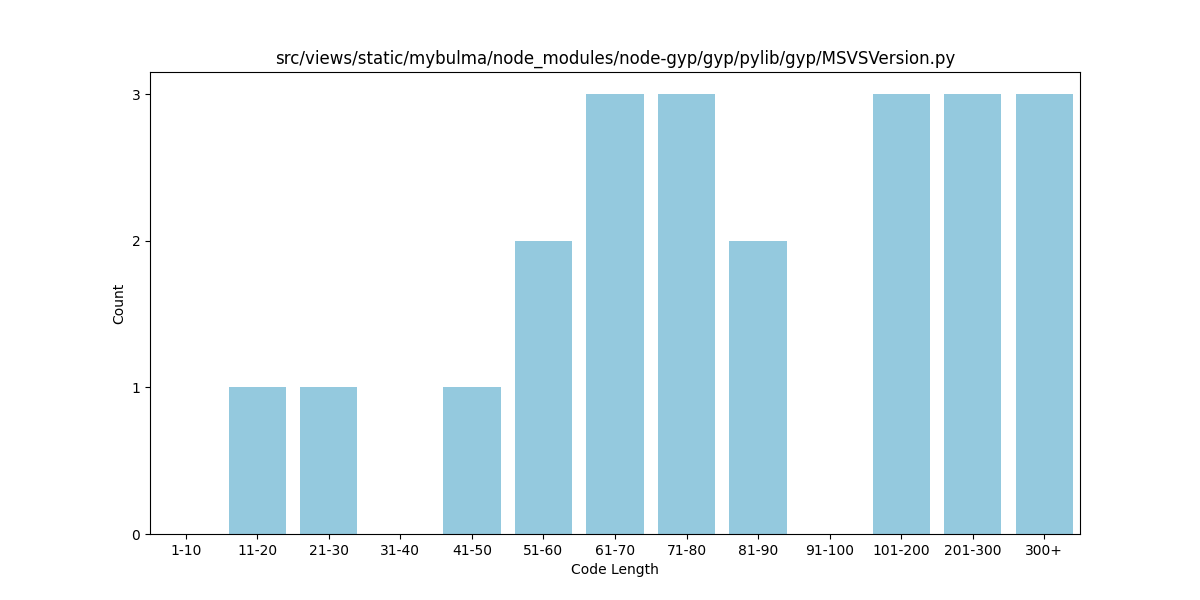 src/views/static/mybulma/node_modules/node-gyp/gyp/pylib/gyp/MSVSVersion.py
3
2
1
0
Count
1-10 11-20 21-30 31-40 41-50 51-60 61-70 71-80 81-90 91-100 101-200 201-300 300+
Code Length